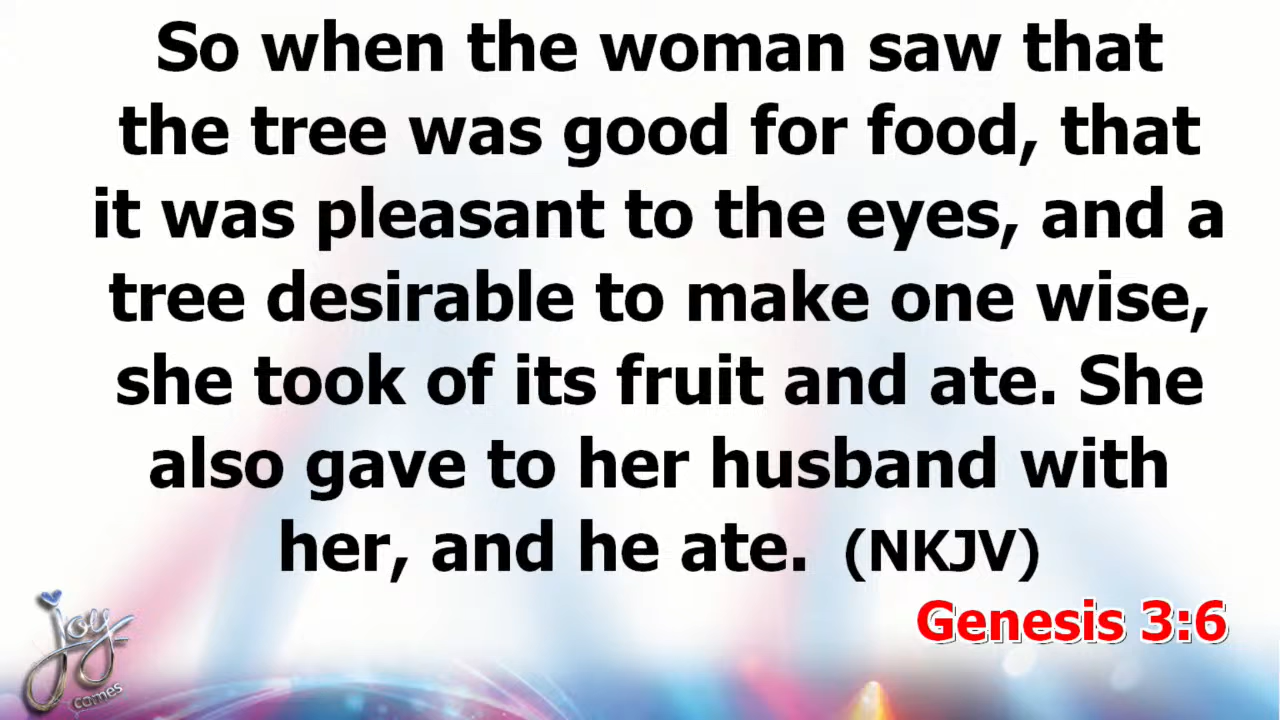 So when the woman saw that
the tree was good for food, that
it was pleasant to the eyes, and a
tree desirable to make one wise,
she took of its fruit and ate. She
also gave to her husband with
her, and he ate. (NKJV)
Genesis 3:6
joy
comes